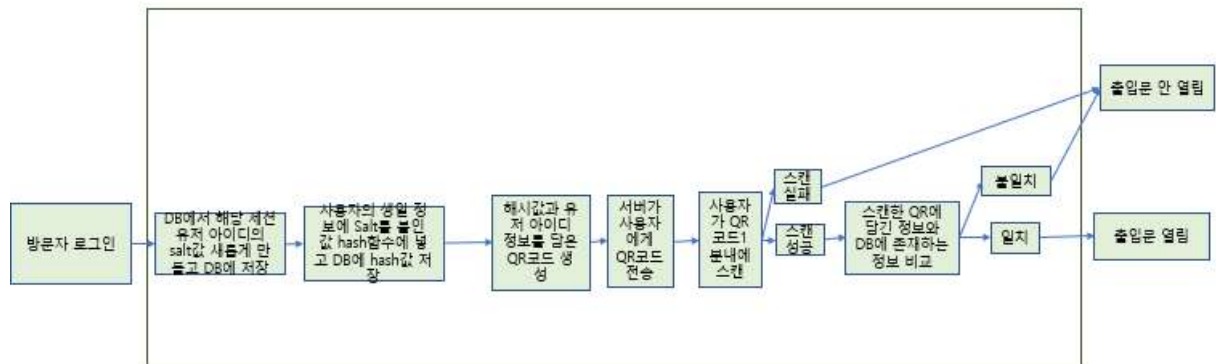 방문자 로그인
DB에서 해당 세션
유저 아이디의
salt값 새롭게 만
들고 DB에 저장
사용자의 생일 정
보에 Salt를 붙인
값 hash함수에 넣
고 DB에 hash값 저
장
해시값과 유
저 아이디
정보를 담은
QR코드 생
성
서버가
사용자
에게
QR코드
전송
사용자
가 QR
코드1
분내에
스캔
스캔
실패
스캔
성공
스캔한 QR에
담긴 정보와
DB에 존재하는
정보 비교
불일치
일치
출입문 안 열림
출입문 열림